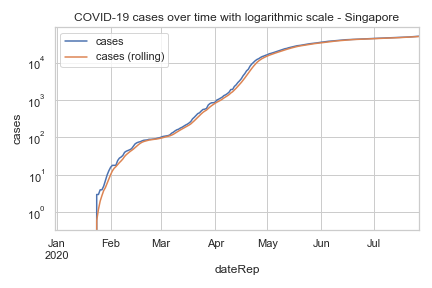 COVID-19 cases over time with logarithmic scale - Singapore
cases
cases (rolling)
10⁴
10³
10²
10¹
10⁰
cases
Jan Feb Mar Apr May Jun Jul
2020
dateRep